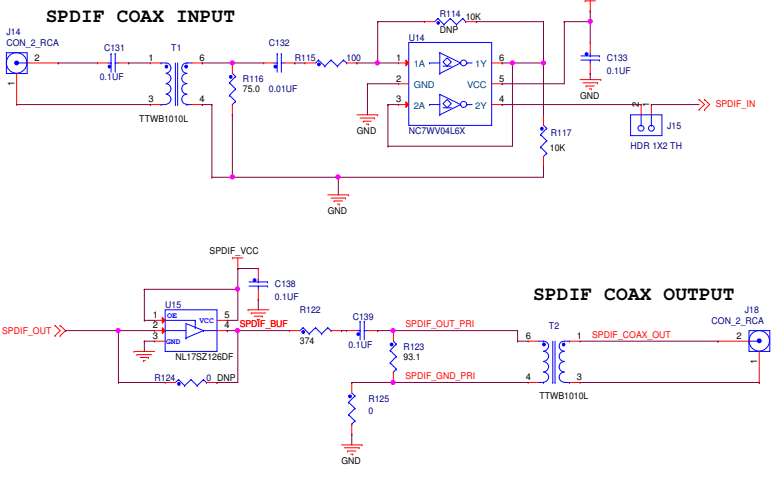 SPDIF COAX INPUT
J14
CON_2_RCA
2
1
C131
0.1UF
T1
1
6
3
4
TTWB1010L
R116
75.0
C132
0.01UF
R115
100
R114
10K
DNP
U14
1
1A
1Y
6
2
GND
VCC
5
3
2A
2Y
4
NC7WV04L6X
GND
C133
0.1UF
GND
R117
10K
GND
2
1
J15
HDR 1X2 TH
SPDIF_IN
SPDIF_VCC
C138
0.1UF
GND
U15
1
OE
VCC
5
2
4
3
GND
NL17SZ126DF
SPDIF_OUT
SPDIF_BUF
R124
0
DNP
R122
374
C139
0.1UF
SPDIF_OUT_PRI
R123
93.1
SPDIF_GND_PRI
R125
0
GND
SPDIF COAX OUTPUT
T2
6
1
4
3
TTWB1010L
SPDIF_COAX_OUT
J18
CON_2_RCA
2
1